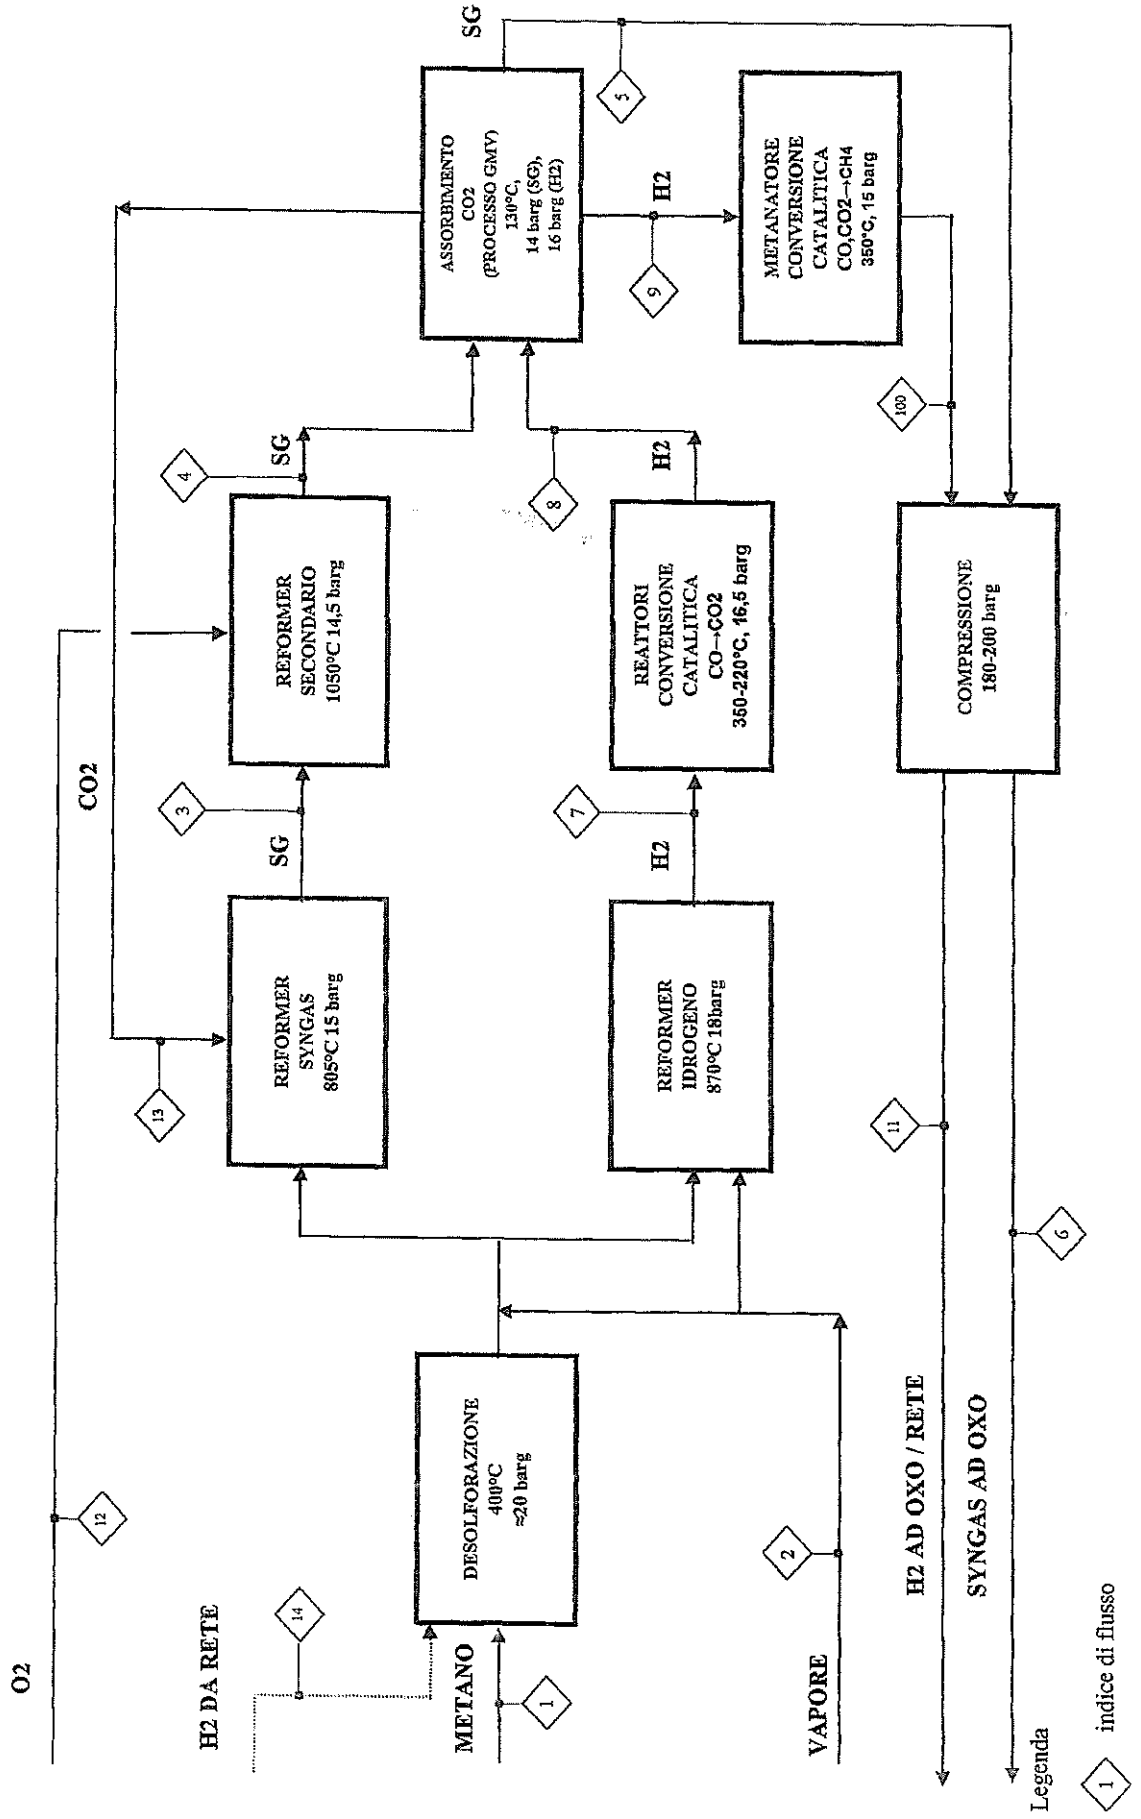 O2
12
CO2
H2 DA RETE
14
METANO
1
VAPORE
2
DESOLFORAZIONE
400°C
≈20 barg
13
REFORMER
SYNGAS
805°C 15 barg
SG
3
REFORMER
SECONDARIO
1050°C 14,5 barg
4
SG
REFORMER
IDROGENO
870°C 18barg
H2
7
REATTORI
CONVERSIONE
CATALITICA
CO→CO2
350-220°C, 16,5 barg
H2
8
ASSORBIMENTO
CO2
(PROCESSO GMV)
130°C,
14 barg (SG),
16 barg (H2)
SG
5
H2
9
METANATORE
CONVERSIONE
CATALITICA
CO,CO2→CH4
350°C, 15 barg
100
COMPRESSIONE
180-200 barg
11
H2 AD OXO / RETE
6
SYNGAS AD OXO
Legenda
1 indice di flusso